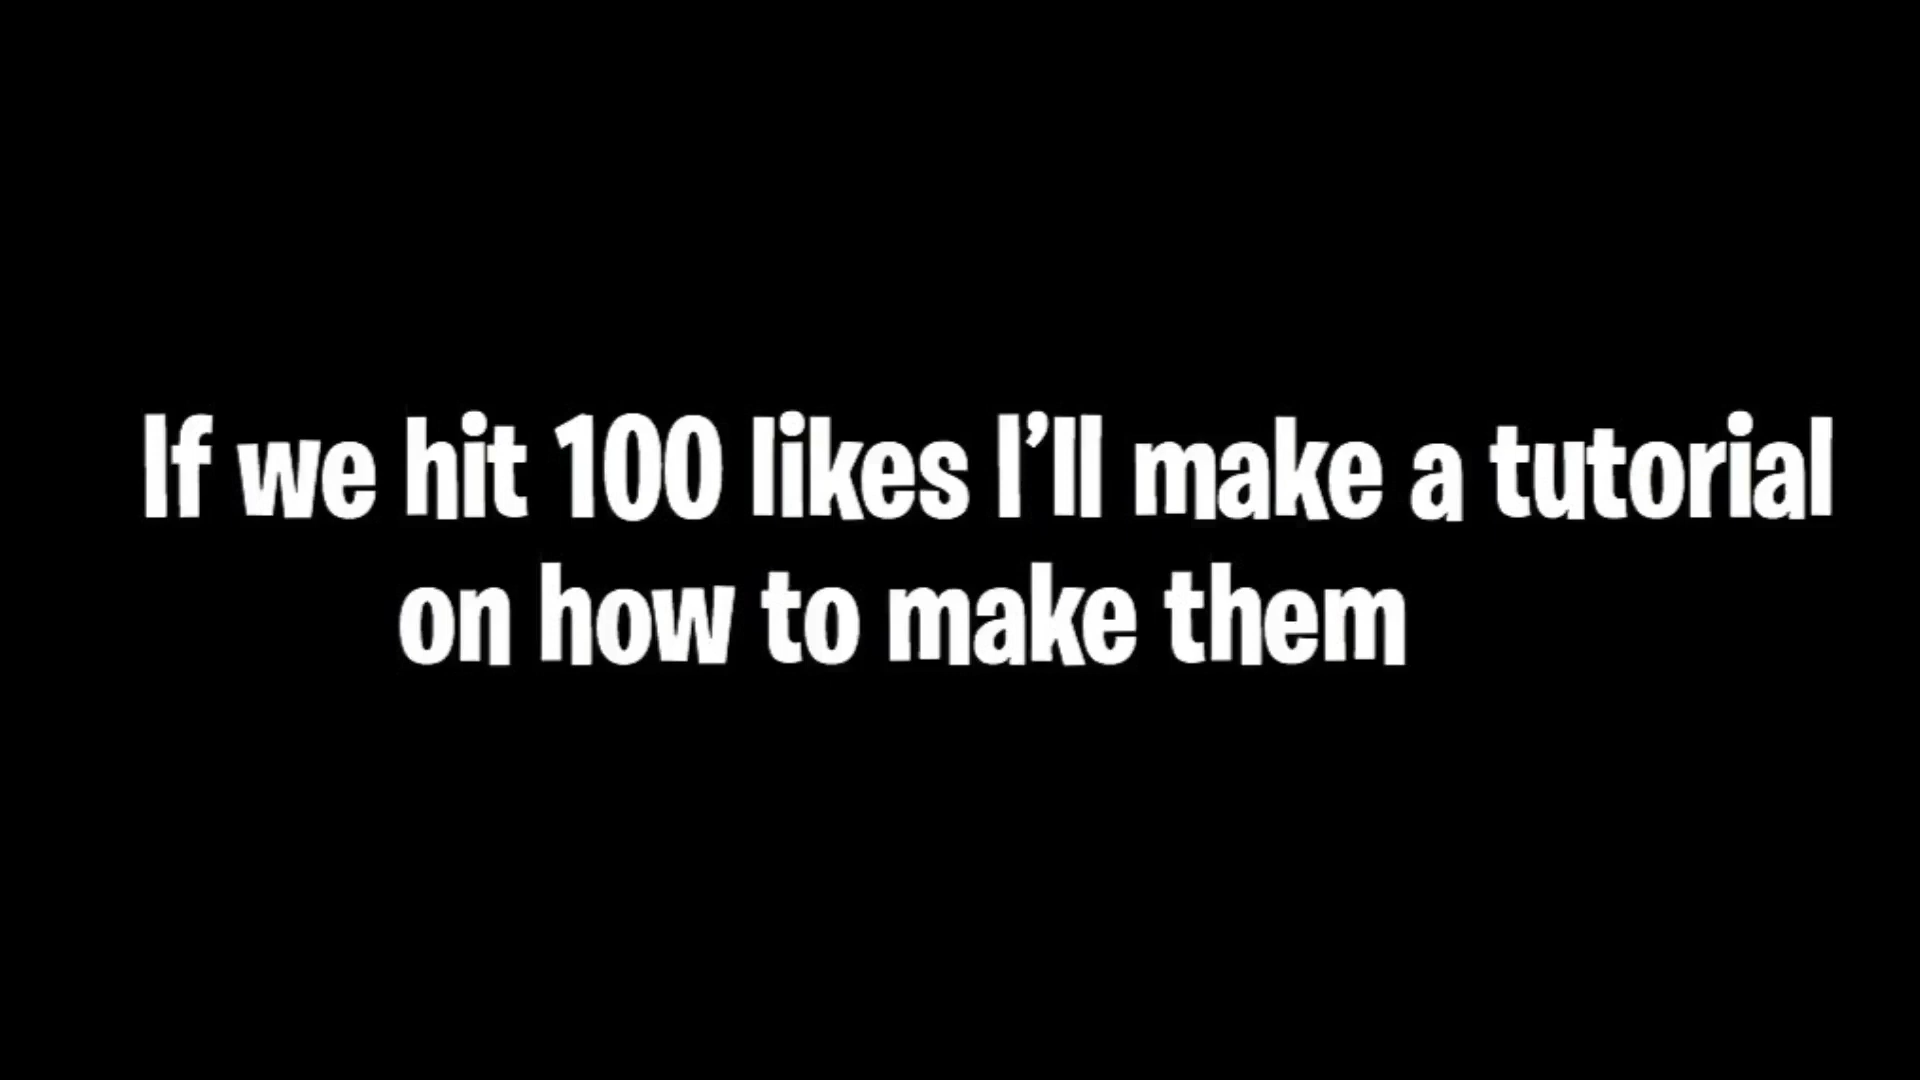 If we hit 100 likes I’ll make a tutorial
on how to make them